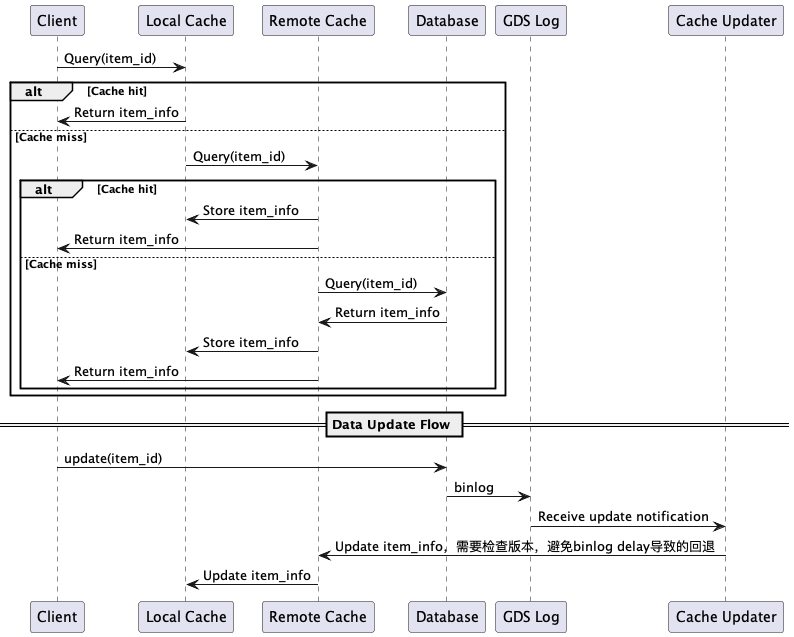 Client
Local Cache
Remote Cache
Database
GDS Log
Cache Updater
Query(item_id)
alt
[Cache hit]
Return item_info
[Cache miss]
Query(item_id)
alt
[Cache hit]
Store item_info
Return item_info
[Cache miss]
Query(item_id)
Return item_info
Store item_info
Return item_info
Data Update Flow
update(item_id)
binlog
Receive update notification
Update item_info，需要检查版本，避免binlog delay导致的回退
Update item_info
Client
Local Cache
Remote Cache
Database
GDS Log
Cache Updater